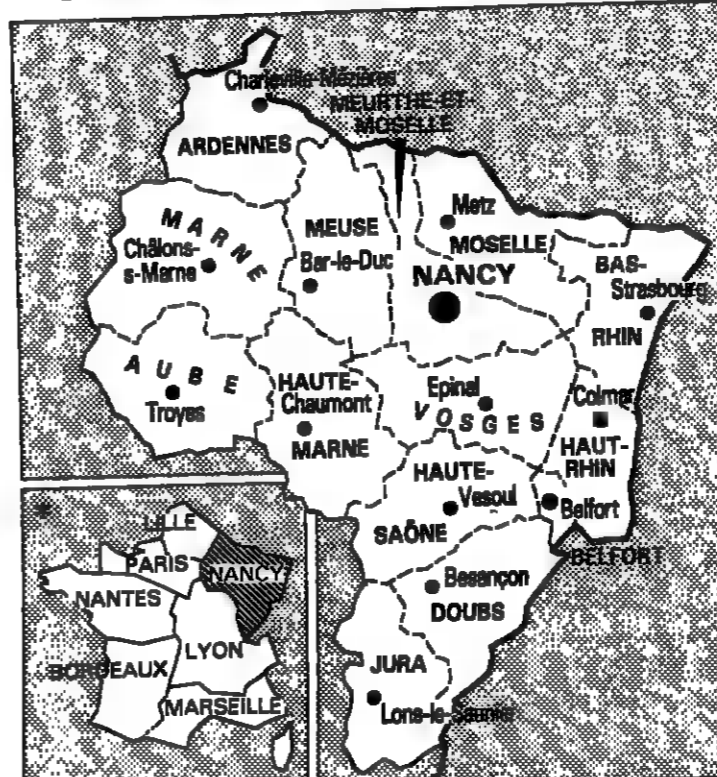 Charleville-Mézières
MEURTHE-ET-
MOSELLE
ARDENNES
MARNE
Châlons-
s-Marne
MEUSE
Bar-le-Duc
Metz
MOSELLE
NANCY
BAS-
Strasbourg
RHIN
AUBE
Troyes
HAUTE-
Chaumont
MARNE
Epinal
VOSGES
Colmar
HAUT-
RHIN
HAUTE-
Vesoul
SAÔNE
Belfort
BELFORT
Besançon
DOUBS
JURA
Lons-le-Saunier
LILLE
PARIS
NANCY
NANTES
LYON
BORDEAUX
MARSEILLE